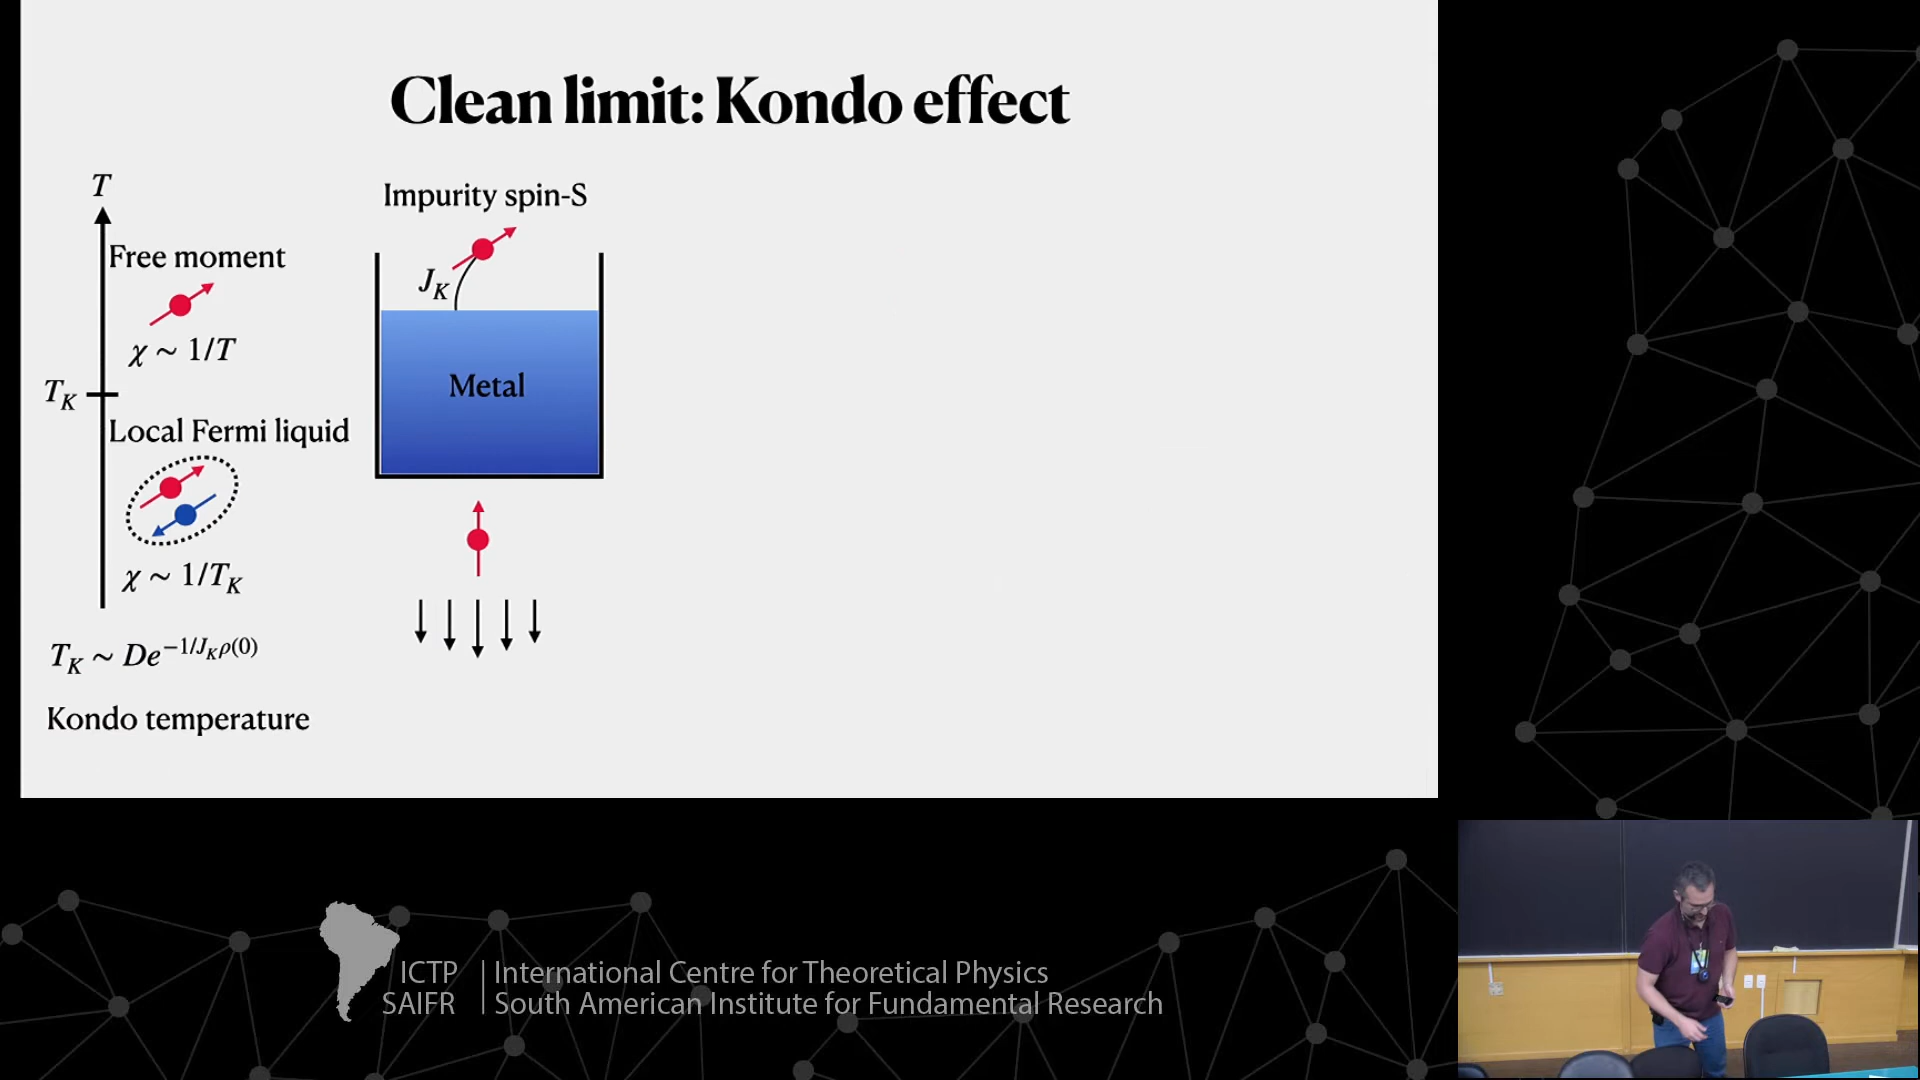 Clean limit: Kondo effect
T
Free moment
χ ~ 1/T
T_K
Local Fermi liquid
χ ~ 1/T_K
T_K ~ De^{−1/J_Kρ(0)}
Kondo temperature
Impurity spin-S
J_K
Metal
ICTP
SAIFR
International Centre for Theoretical Physics
South American Institute for Fundamental Research